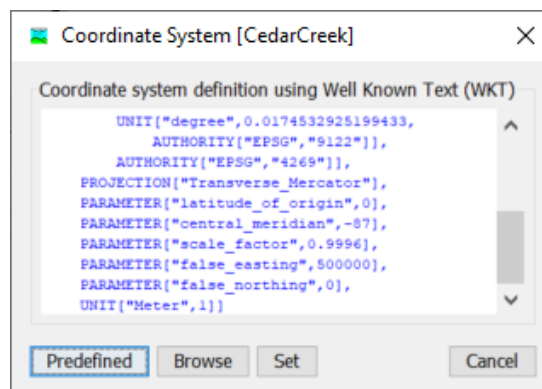 Coordinate System [CedarCreek]
Coordinate system definition using Well Known Text (WKT)
UNIT["degree",0.0174532925199433,
AUTHORITY["EPSG","9122"]],
AUTHORITY["EPSG","4269"]],
PROJECTION["Transverse_Mercator"],
PARAMETER["latitude_of_origin",0],
PARAMETER["central_meridian",-87],
PARAMETER["scale_factor",0.9996],
PARAMETER["false_easting",500000],
PARAMETER["false_northing",0],
UNIT["Meter",1]]
Predefined Browse Set Cancel